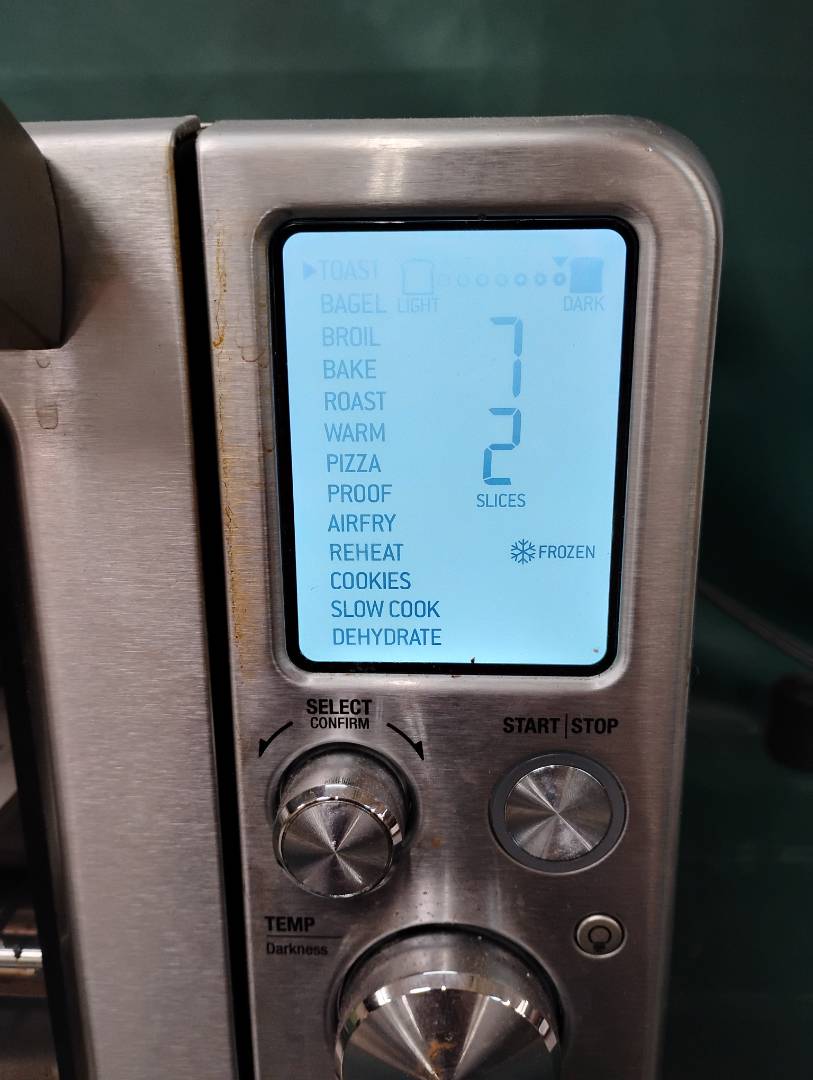 TOAST
BAGEL LIGHT DARK
BROIL
7
BAKE
ROAST
WARM
2
PIZZA
PROOF SLICES
AIRFRY
REHEAT FROZEN
COOKIES
SLOW COOK
DEHYDRATE
SELECT
CONFIRM
START|STOP
TEMP
Darkness